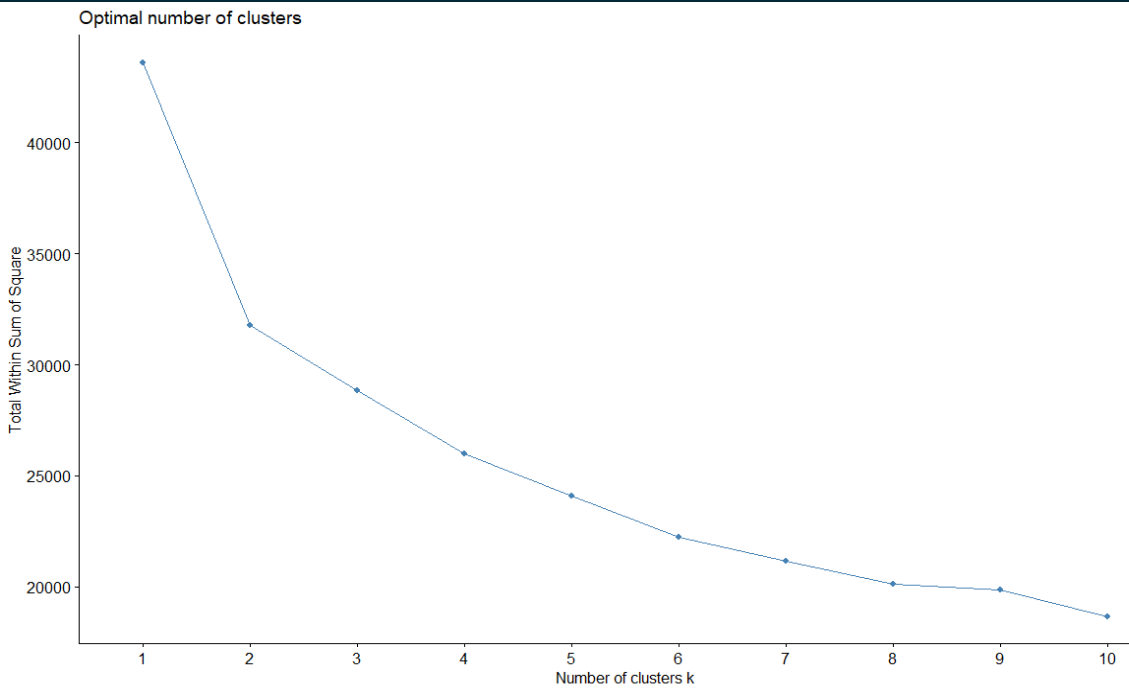 Optimal number of clusters
Total Within Sum of Square
40000
35000
30000
25000
20000
1 2 3 4 5 6 7 8 9 10
Number of clusters k